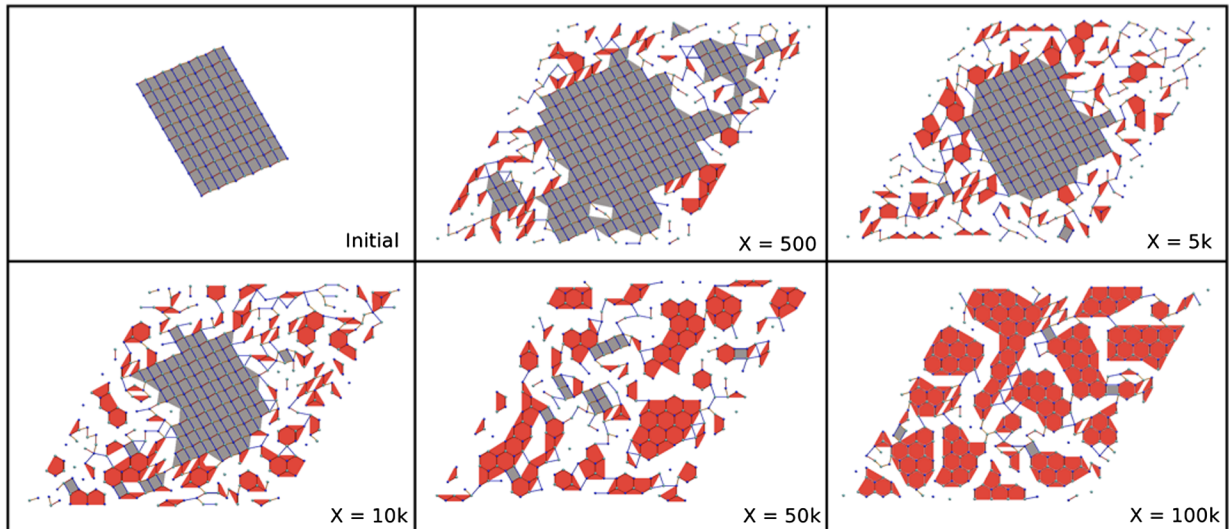 Initial
X = 500
X = 5k
X = 10k
X = 50k
X = 100k